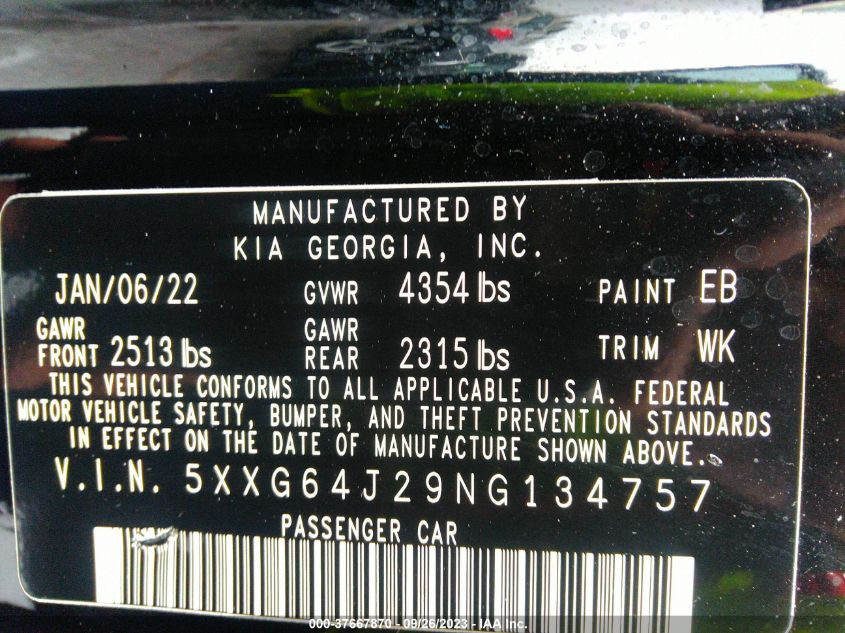 MANUFACTURED BY
KIA GEORGIA, INC.
JAN/06/22 GVWR 4354 lbs PAINT EB
GAWR FRONT 2513 lbs GAWR REAR 2315 lbs TRIM WK
THIS VEHICLE CONFORMS TO ALL APPLICABLE U.S.A. FEDERAL
MOTOR VEHICLE SAFETY, BUMPER, AND THEFT PREVENTION STANDARDS
IN EFFECT ON THE DATE OF MANUFACTURE SHOWN ABOVE.
V.I.N. 5XXG64J29NG134757
PASSENGER CAR
000-37667870 - 09/26/2023 - IAA Inc.